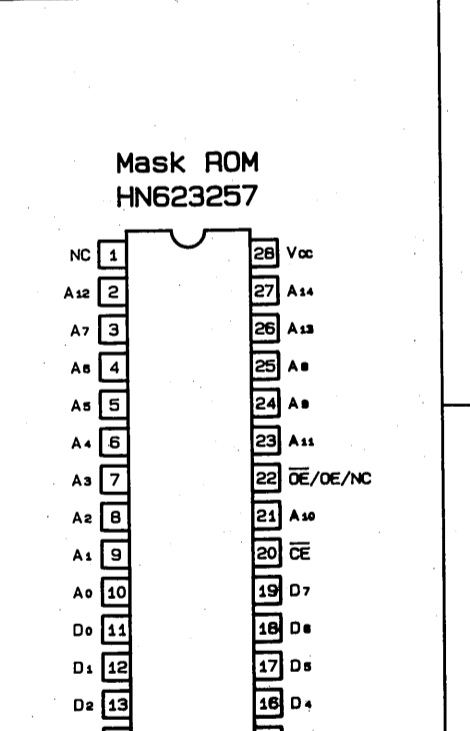 Mask ROM
HN623257
NC 1 28 Vcc
A12 2 27 A14
A7 3 26 A13
A6 4 25 A8
A5 5 24 A9
A4 6 23 A11
A3 7 22 O̅E̅/OE/NC
A2 8 21 A10
A1 9 20 C̅E̅
A0 10 19 D7
D0 11 18 D6
D1 12 17 D5
D2 13 16 D4